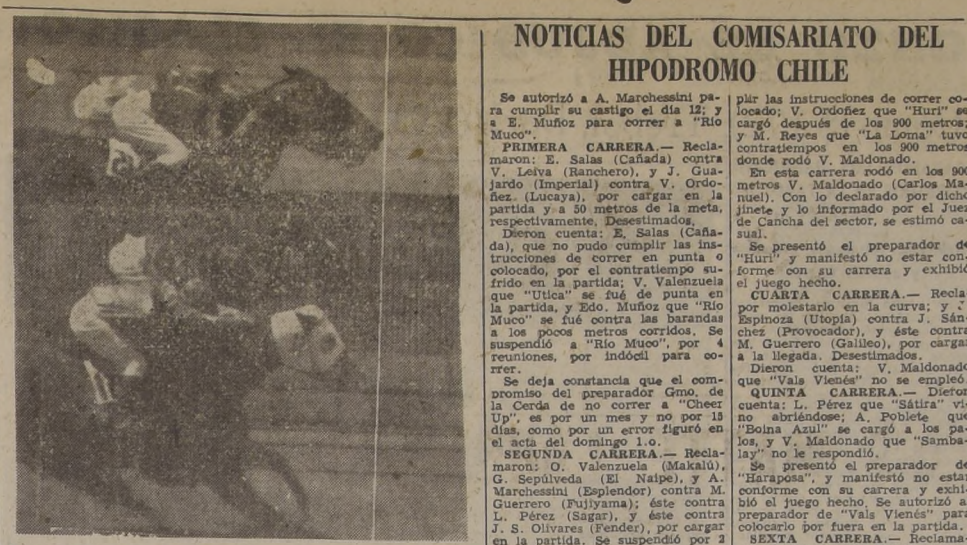 NOTICIAS DEL COMISARIATO DEL
HIPODROMO CHILE
Se autorizó a A. Marchessini pa-
ra cumplir su castigo el día 12; y
a E. Muñoz para correr a "Río
Muco".
PRIMERA CARRERA.— Recla-
maron: E. Salas (Cañada) contra
V. Leiva (Ranchero), y J. Gua-
jardo (Imperial) contra V. Ordo-
ñez (Lucaya), por cargar en la
partida y a 50 metros de la meta,
respectivamente, Desestimados.
Dieron cuenta: E. Salas (Caña-
da), que no pudo cumplir las ins-
trucciones de correr en punta o
colocado, por el contratiempo su-
frido en la partida; V. Valenzuela
que "Utica" se fué de punta en
la partida, y Edo. Muñoz que "Río
Muco" se fué contra las barandas
a los pocos metros corridos. Se
suspendió a "Río Muco", por 4
reuniones, por indócil para co-
rrer.
Se deja constancia que el com-
promiso del preparador Gmo. de
la Cerda de no correr a "Cheer
Up", es por un mes y no por 15
días, como por un error figuró en
el acta del domingo 1.o.
SEGUNDA CARRERA.— Recla-
maron: O. Valenzuela (Makalú),
G. Sepúlveda (El Naipe), y A.
Marchessini (Esplendor) contra M.
Guerrero (Fujiyama); éste contra
L. Pérez (Sagar), y éste contra
J. S. Olivares (Fender), por cargar
en la partida. Se suspendió por 2
plir las instrucciones de correr co-
locado; V. Ordoñez que "Huri" se
cargó después de los 900 metros;
y M. Reyes que "La Loma" tuvo
contratiempos en los 900 metros
donde rodó V. Maldonado.
En esta carrera rodó en los 900
metros V. Maldonado (Carlos Ma-
nuel). Con lo declarado por dicho
jinete y lo informado por el Juez
de Cancha del sector, se estimó ca-
sual.
Se presentó el preparador de
"Huri" y manifestó no estar con-
forme con su carrera y exhibió
el juego hecho.
CUARTA CARRERA.— Recla-
por molestarlo en la curva; y
Espinoza (Utopía) contra J. Sán-
chez (Provocador), y éste contra
M. Guerrero (Galileo), por cargar
a la llegada. Desestimados.
Dieron cuenta: V. Maldonado
que "Vals Vienés" no se empleó.
QUINTA CARRERA.— Dieron
cuenta: L. Pérez que "Sátira"
no abriéndose; A. Poblete que
"Boina Azul" se cargó a los pa-
los, y V. Maldonado que "Samba-
lay" no le respondió.
Se presentó el preparador de
"Haraposa", y manifestó no estar
conforme con su carrera y exhi-
bió el juego hecho. Se autorizó al
preparador de "Vals Vienés" para
colocarlo por fuera en la partida.
SEXTA CARRERA.— Reclama-